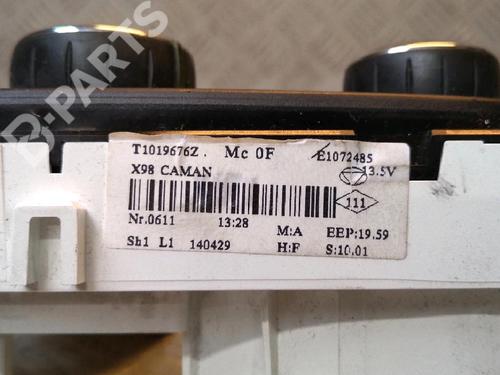 B-PARTS
T1019676Z . Mc 0F E1072485
X98 CAMAN 13.5V
111
Nr.0611 13:28 M:A EEP:19.59
Sh1 L1 140429 H:F S:10.01